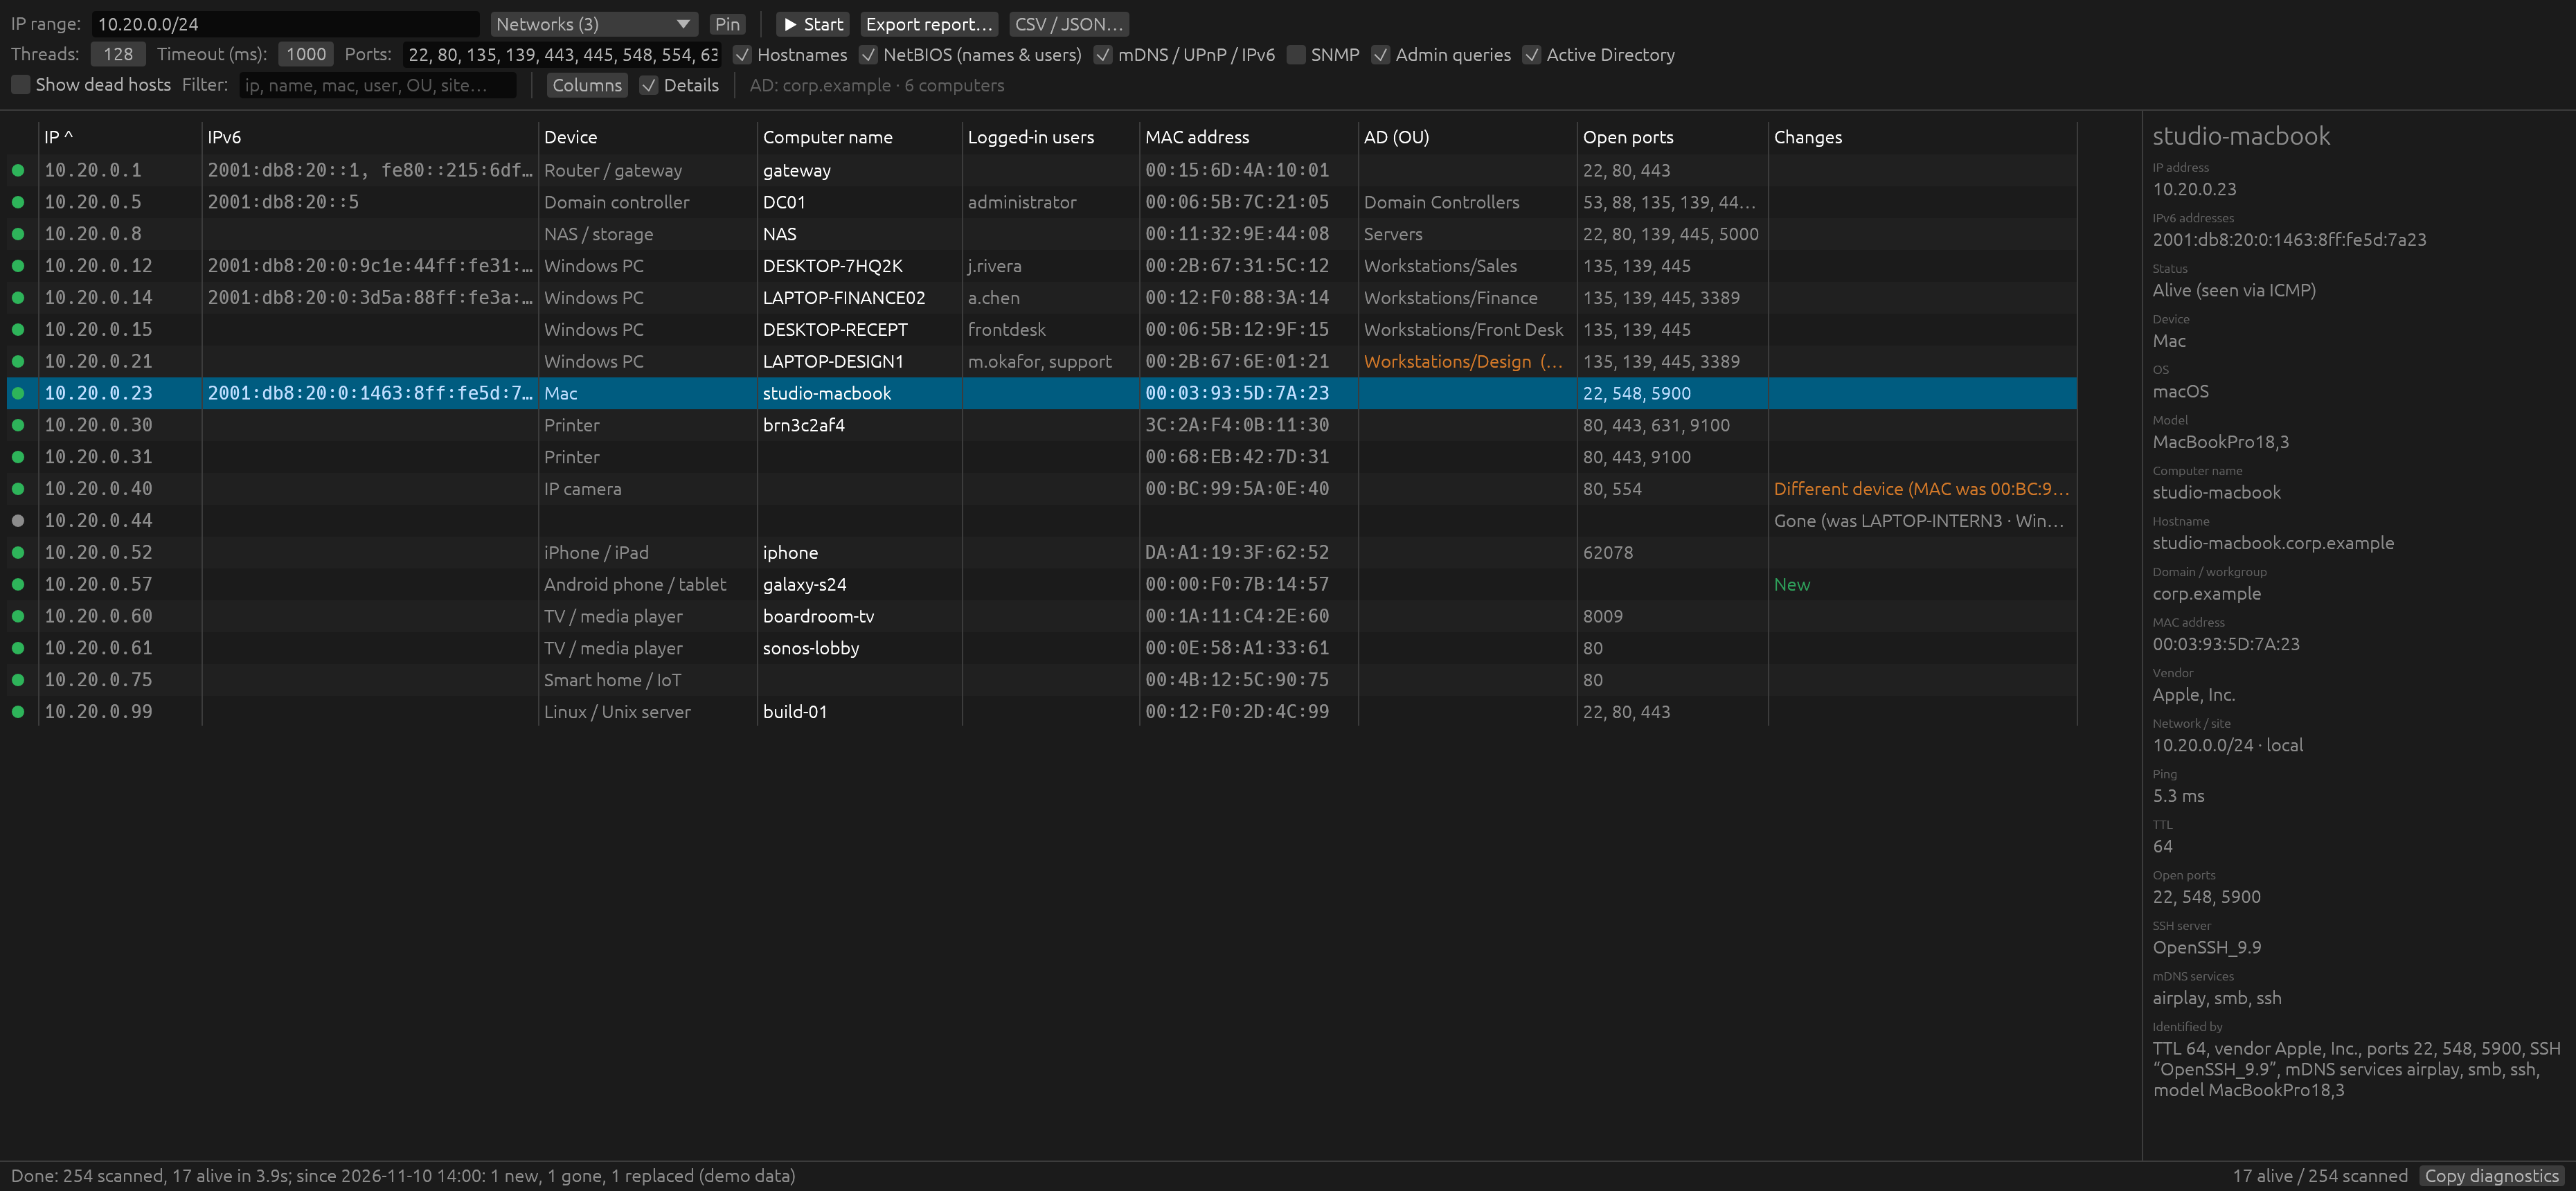 IP range: 10.20.0.0/24 Networks (3) Pin ▶ Start Export report… CSV / JSON…
Threads: 128 Timeout (ms): 1000 Ports: 22, 80, 135, 139, 443, 445, 548, 554, 63 Hostnames NetBIOS (names & users) mDNS / UPnP / IPv6 SNMP Admin queries Active Directory
Show dead hosts Filter: ip, name, mac, user, OU, site… Columns Details AD: corp.example · 6 computers
IP ^ IPv6 Device Computer name Logged-in users MAC address AD (OU) Open ports Changes
10.20.0.1 2001:db8:20::1, fe80::215:6df… Router / gateway gateway 00:15:6D:4A:10:01 22, 80, 443
10.20.0.5 2001:db8:20::5 Domain controller DC01 administrator 00:06:5B:7C:21:05 Domain Controllers 53, 88, 135, 139, 44…
10.20.0.8 NAS / storage NAS 00:11:32:9E:44:08 Servers 22, 80, 139, 445, 5000
10.20.0.12 2001:db8:20:0:9c1e:44ff:fe31:… Windows PC DESKTOP-7HQ2K j.rivera 00:2B:67:31:5C:12 Workstations/Sales 135, 139, 445
10.20.0.14 2001:db8:20:0:3d5a:88ff:fe3a:… Windows PC LAPTOP-FINANCE02 a.chen 00:12:F0:88:3A:14 Workstations/Finance 135, 139, 445, 3389
10.20.0.15 Windows PC DESKTOP-RECEPT frontdesk 00:06:5B:12:9F:15 Workstations/Front Desk 135, 139, 445
10.20.0.21 Windows PC LAPTOP-DESIGN1 m.okafor, support 00:2B:67:6E:01:21 Workstations/Design (… 135, 139, 445, 3389
10.20.0.23 2001:db8:20:0:1463:8ff:fe5d:7… Mac studio-macbook 00:03:93:5D:7A:23 22, 548, 5900
10.20.0.30 Printer brn3c2af4 3C:2A:F4:0B:11:30 80, 443, 631, 9100
10.20.0.31 Printer 00:68:EB:42:7D:31 80, 443, 9100
10.20.0.40 IP camera 00:BC:99:5A:0E:40 80, 554 Different device (MAC was 00:BC:9…
10.20.0.44 Gone (was LAPTOP-INTERN3 · Win…
10.20.0.52 iPhone / iPad iphone DA:A1:19:3F:62:52 62078
10.20.0.57 Android phone / tablet galaxy-s24 00:00:F0:7B:14:57 New
10.20.0.60 TV / media player boardroom-tv 00:1A:11:C4:2E:60 8009
10.20.0.61 TV / media player sonos-lobby 00:0E:58:A1:33:61 80
10.20.0.75 Smart home / IoT 00:4B:12:5C:90:75 80
10.20.0.99 Linux / Unix server build-01 00:12:F0:2D:4C:99 22, 80, 443
studio-macbook
IP address
10.20.0.23
IPv6 addresses
2001:db8:20:0:1463:8ff:fe5d:7a23
Status
Alive (seen via ICMP)
Device
Mac
OS
macOS
Model
MacBookPro18,3
Computer name
studio-macbook
Hostname
studio-macbook.corp.example
Domain / workgroup
corp.example
MAC address
00:03:93:5D:7A:23
Vendor
Apple, Inc.
Network / site
10.20.0.0/24 · local
Ping
5.3 ms
TTL
64
Open ports
22, 548, 5900
SSH server
OpenSSH_9.9
mDNS services
airplay, smb, ssh
Identified by
TTL 64, vendor Apple, Inc., ports 22, 548, 5900, SSH
“OpenSSH_9.9”, mDNS services airplay, smb, ssh,
model MacBookPro18,3
Done: 254 scanned, 17 alive in 3.9s; since 2026-11-10 14:00: 1 new, 1 gone, 1 replaced (demo data) 17 alive / 254 scanned Copy diagnostics